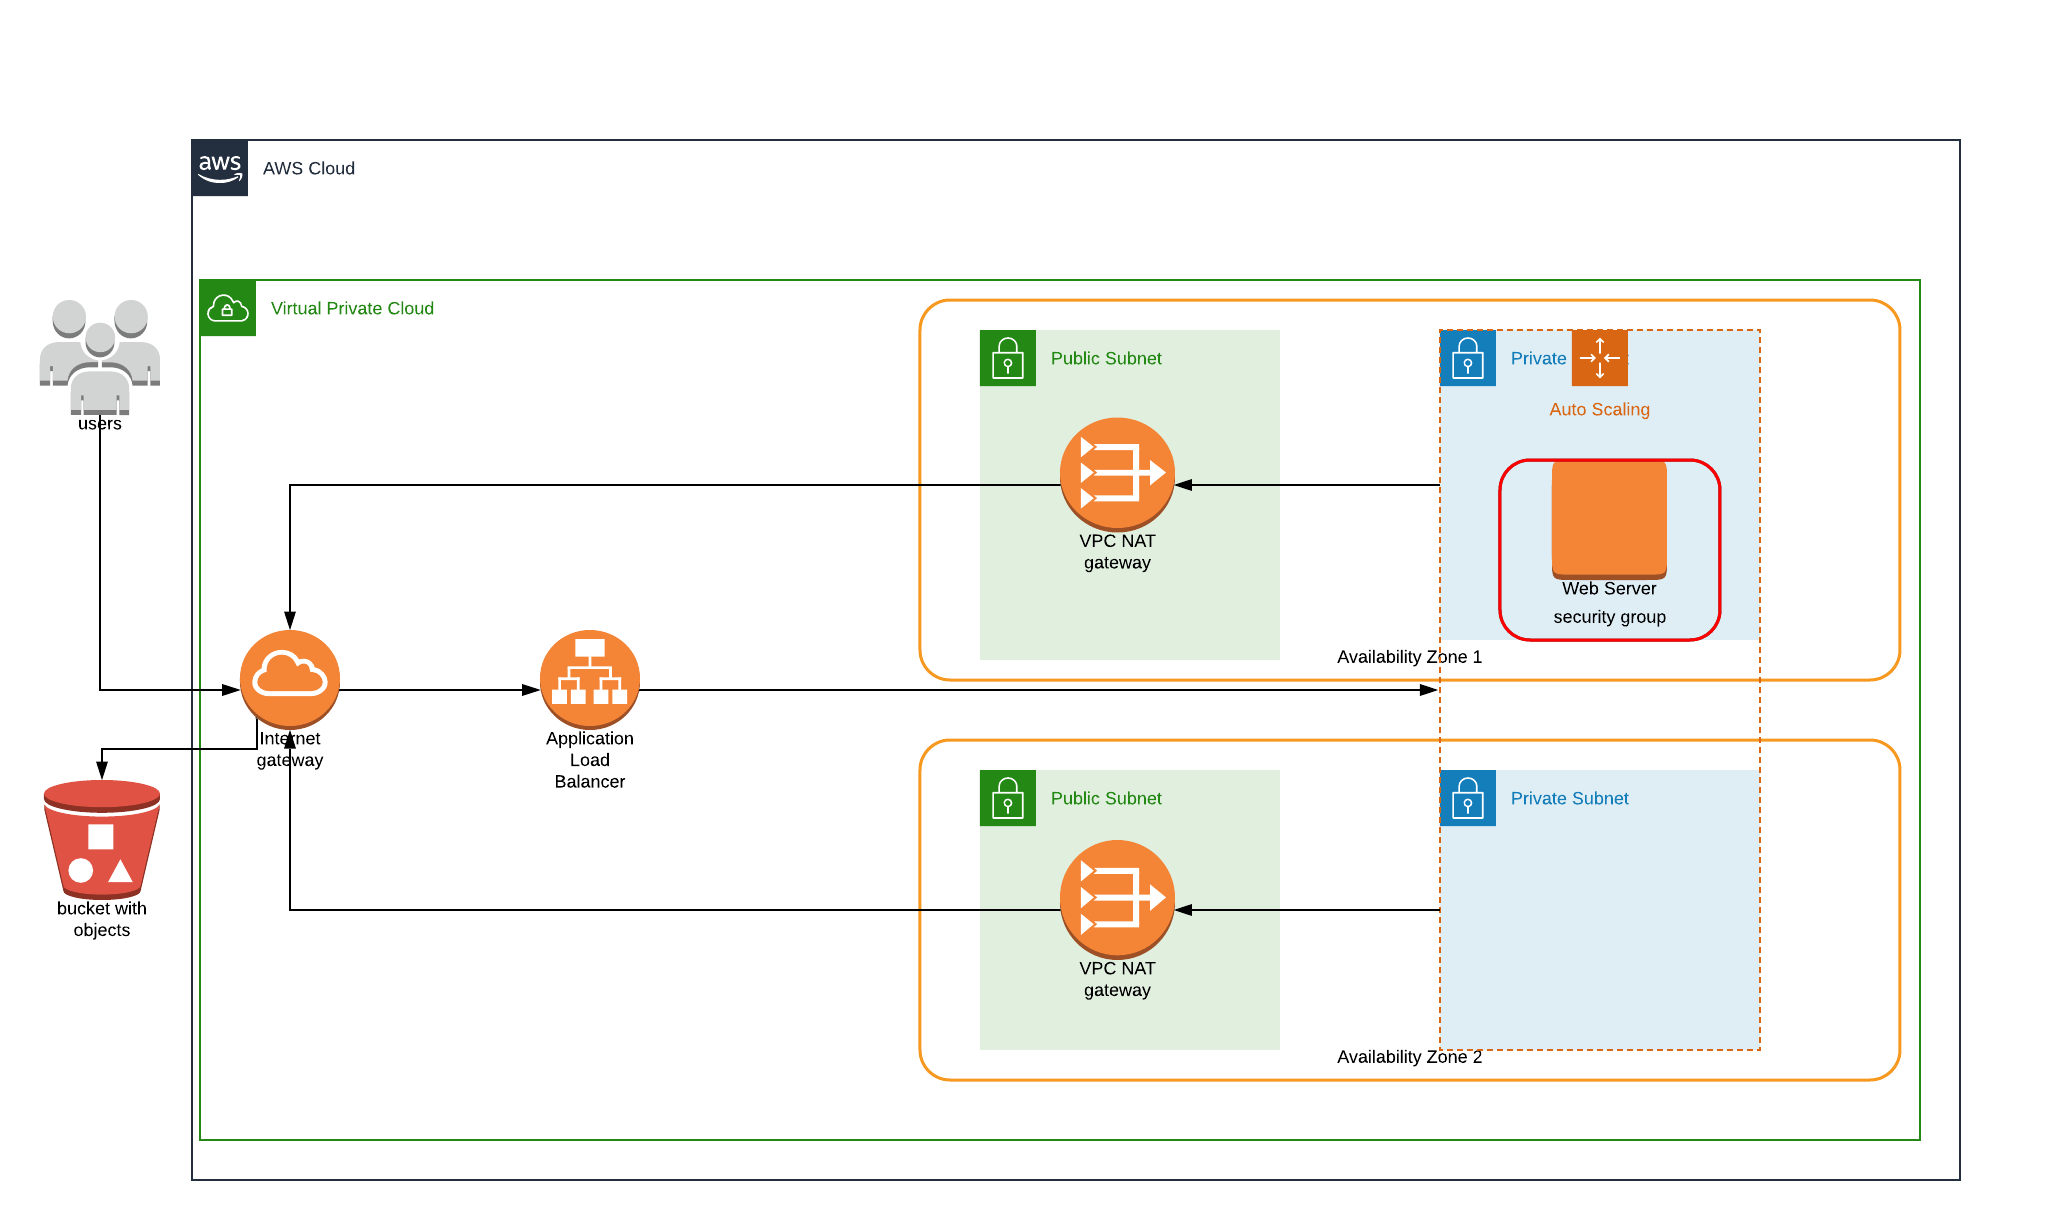 aws
AWS Cloud
Virtual Private Cloud
users
Public Subnet
Private
Auto Scaling
VPC NAT
gateway
Web Server
security group
Availability Zone 1
Internet
gateway
Application
Load
Balancer
Public Subnet
Private Subnet
bucket with
objects
VPC NAT
gateway
Availability Zone 2